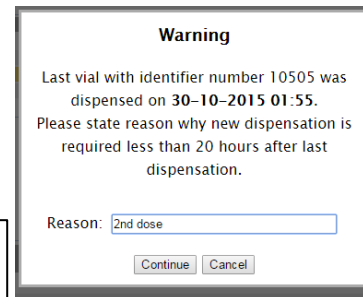 Warning
Last vial with identifier number 10505 was
dispensed on 30-10-2015 01:55.
Please state reason why new dispensation is
required less than 20 hours after last
dispensation.
Reason: 2nd dose
Continue Cancel